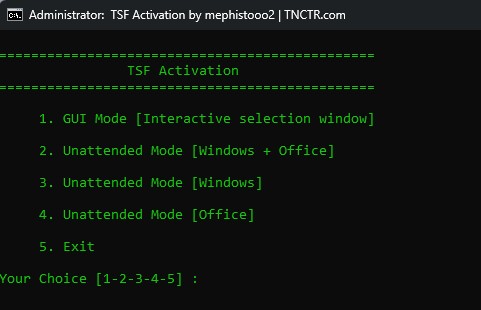 Administrator: TSF Activation by mephistooo2 | TNCTR.com
===============================================
TSF Activation
===============================================
1. GUI Mode [Interactive selection window]
2. Unattended Mode [Windows + Office]
3. Unattended Mode [Windows]
4. Unattended Mode [Office]
5. Exit
Your Choice [1-2-3-4-5] :